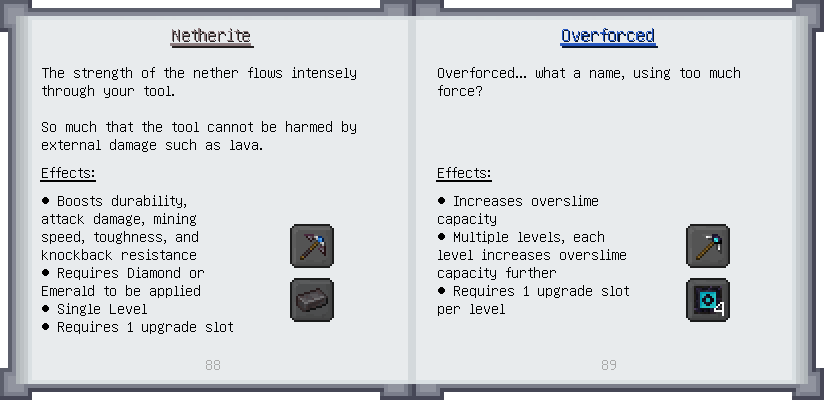 Netherite
The strength of the nether flows intensely
through your tool.
So much that the tool cannot be harmed by
external damage such as lava.
Effects:
● Boosts durability,
attack damage, mining
speed, toughness, and
knockback resistance
● Requires Diamond or
Emerald to be applied
● Single Level
● Requires 1 upgrade slot
88
Overforced
Overforced... what a name, using too much
force?
Effects:
● Increases overslime
capacity
● Multiple levels, each
level increases overslime
capacity further
● Requires 1 upgrade slot
per level
4
89